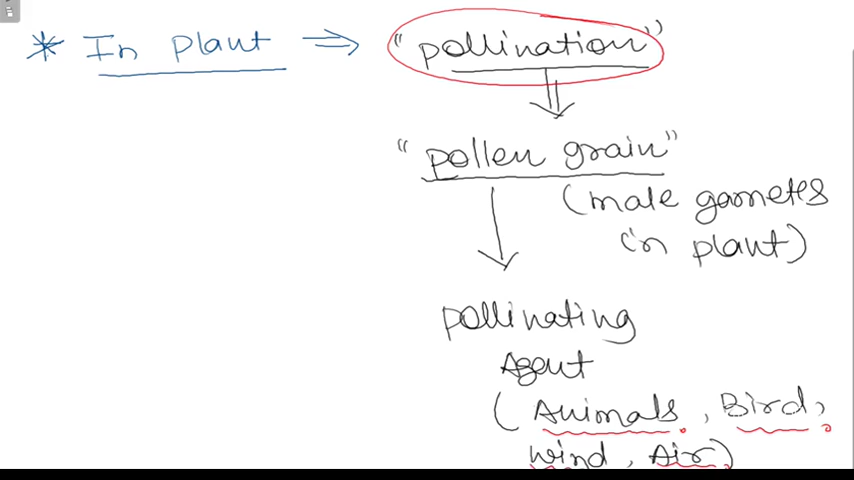 * In plant ⇒ "pollination"
"pollen grain"
(male gametes
in plant)
pollinating
Agent
(Animals, Bird,
wind, Air)